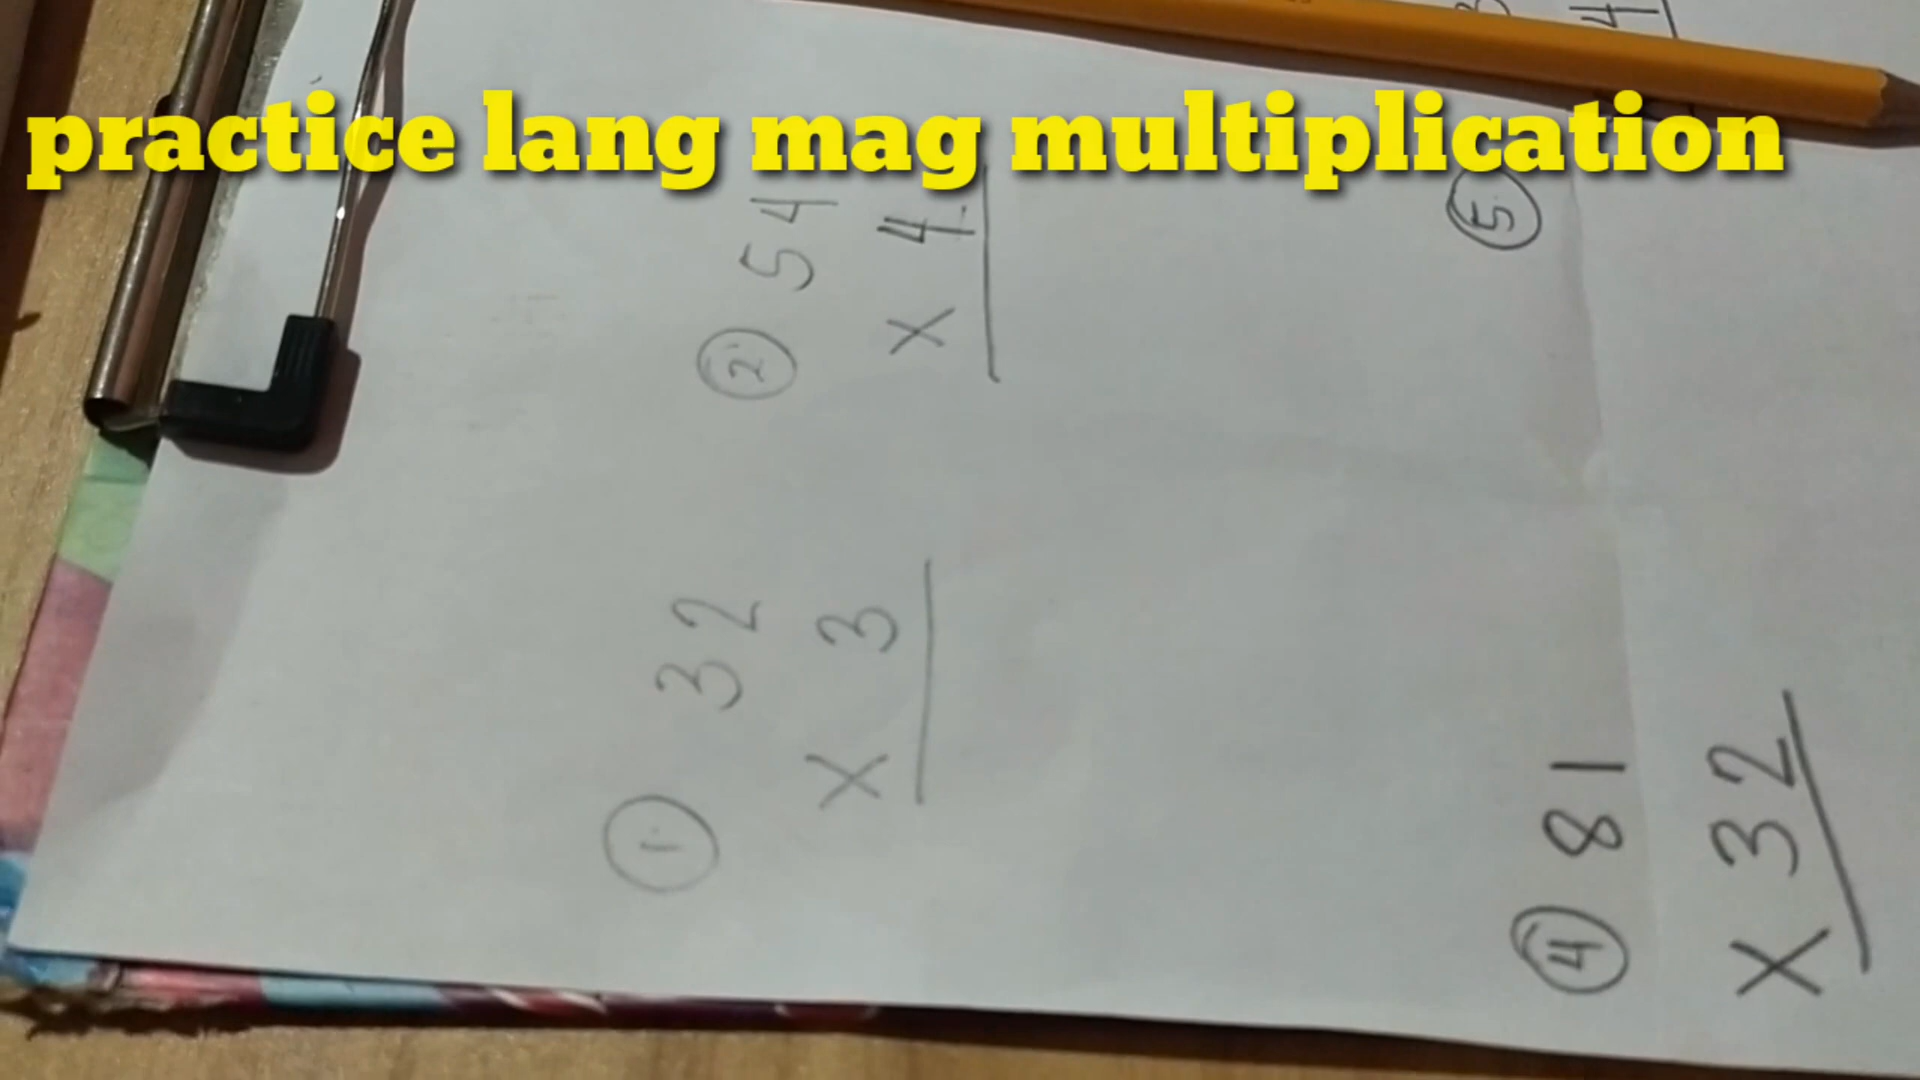 practice lang mag multiplication
① 32
x 3
② 54
x 4
④ 81
x 32
⑤